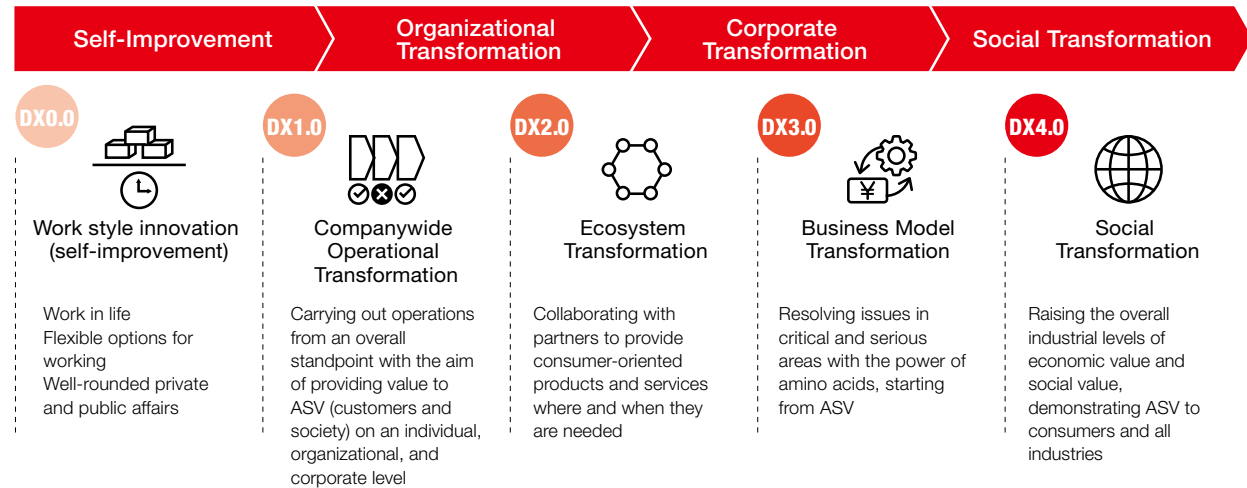 Self-Improvement
Organizational
Transformation
Corporate
Transformation
Social Transformation
DX0.0
Work style innovation
(self-improvement)
Work in life
Flexible options for
working
Well-rounded private
and public affairs
DX1.0
Companywide
Operational
Transformation
Carrying out operations
from an overall
standpoint with the aim
of providing value to
ASV (customers and
society) on an individual,
organizational, and
corporate level
DX2.0
Ecosystem
Transformation
Collaborating with
partners to provide
consumer-oriented
products and services
where and when they
are needed
DX3.0
¥
Business Model
Transformation
Resolving issues in
critical and serious
areas with the power of
amino acids, starting
from ASV
DX4.0
Social
Transformation
Raising the overall
industrial levels of
economic value and
social value,
demonstrating ASV to
consumers and all
industries